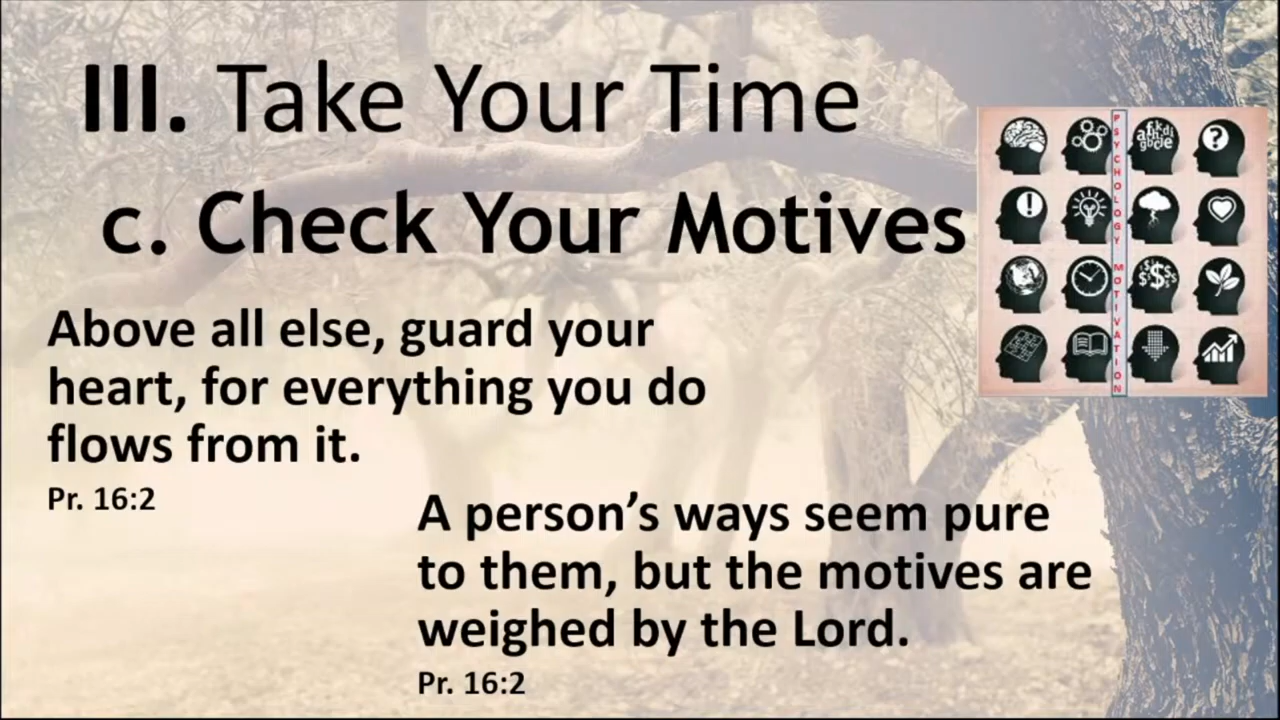 III. Take Your Time
c. Check Your Motives
Above all else, guard your
heart, for everything you do
flows from it.
Pr. 16:2
A person’s ways seem pure
to them, but the motives are
weighed by the Lord.
Pr. 16:2
PSYCHOLOGY MOTIVATION